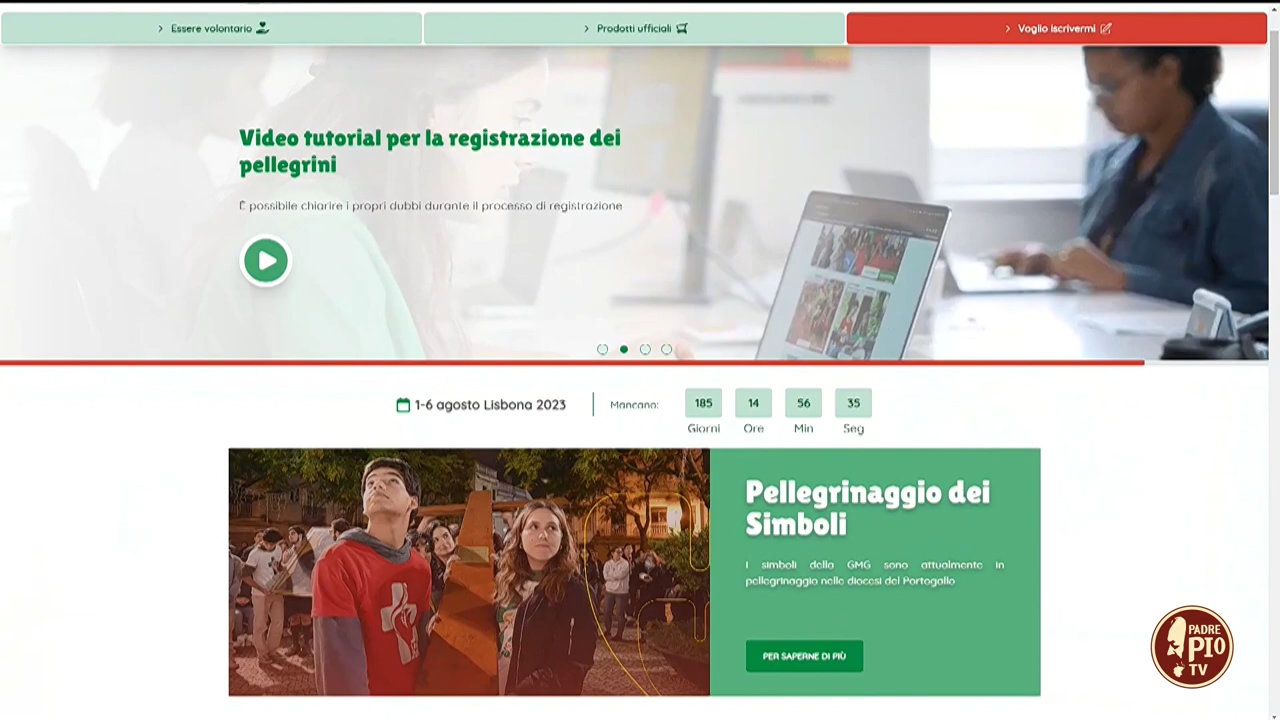 Essere volontario
Prodotti ufficiali
Voglio iscrivermi
Video tutorial per la registrazione dei
pellegrini
È possibile chiarire i propri dubbi durante il processo di registrazione
1-6 agosto Lisbona 2023
Mancano:
185 14 56 35
Giorni Ore Min Seg
Pellegrinaggio dei
Simboli
I simboli della GMG sono attualmente in
pellegrinaggio nelle diocesi del Portogallo
PER SAPERNE DI PIÙ
PADRE
PIO
TV